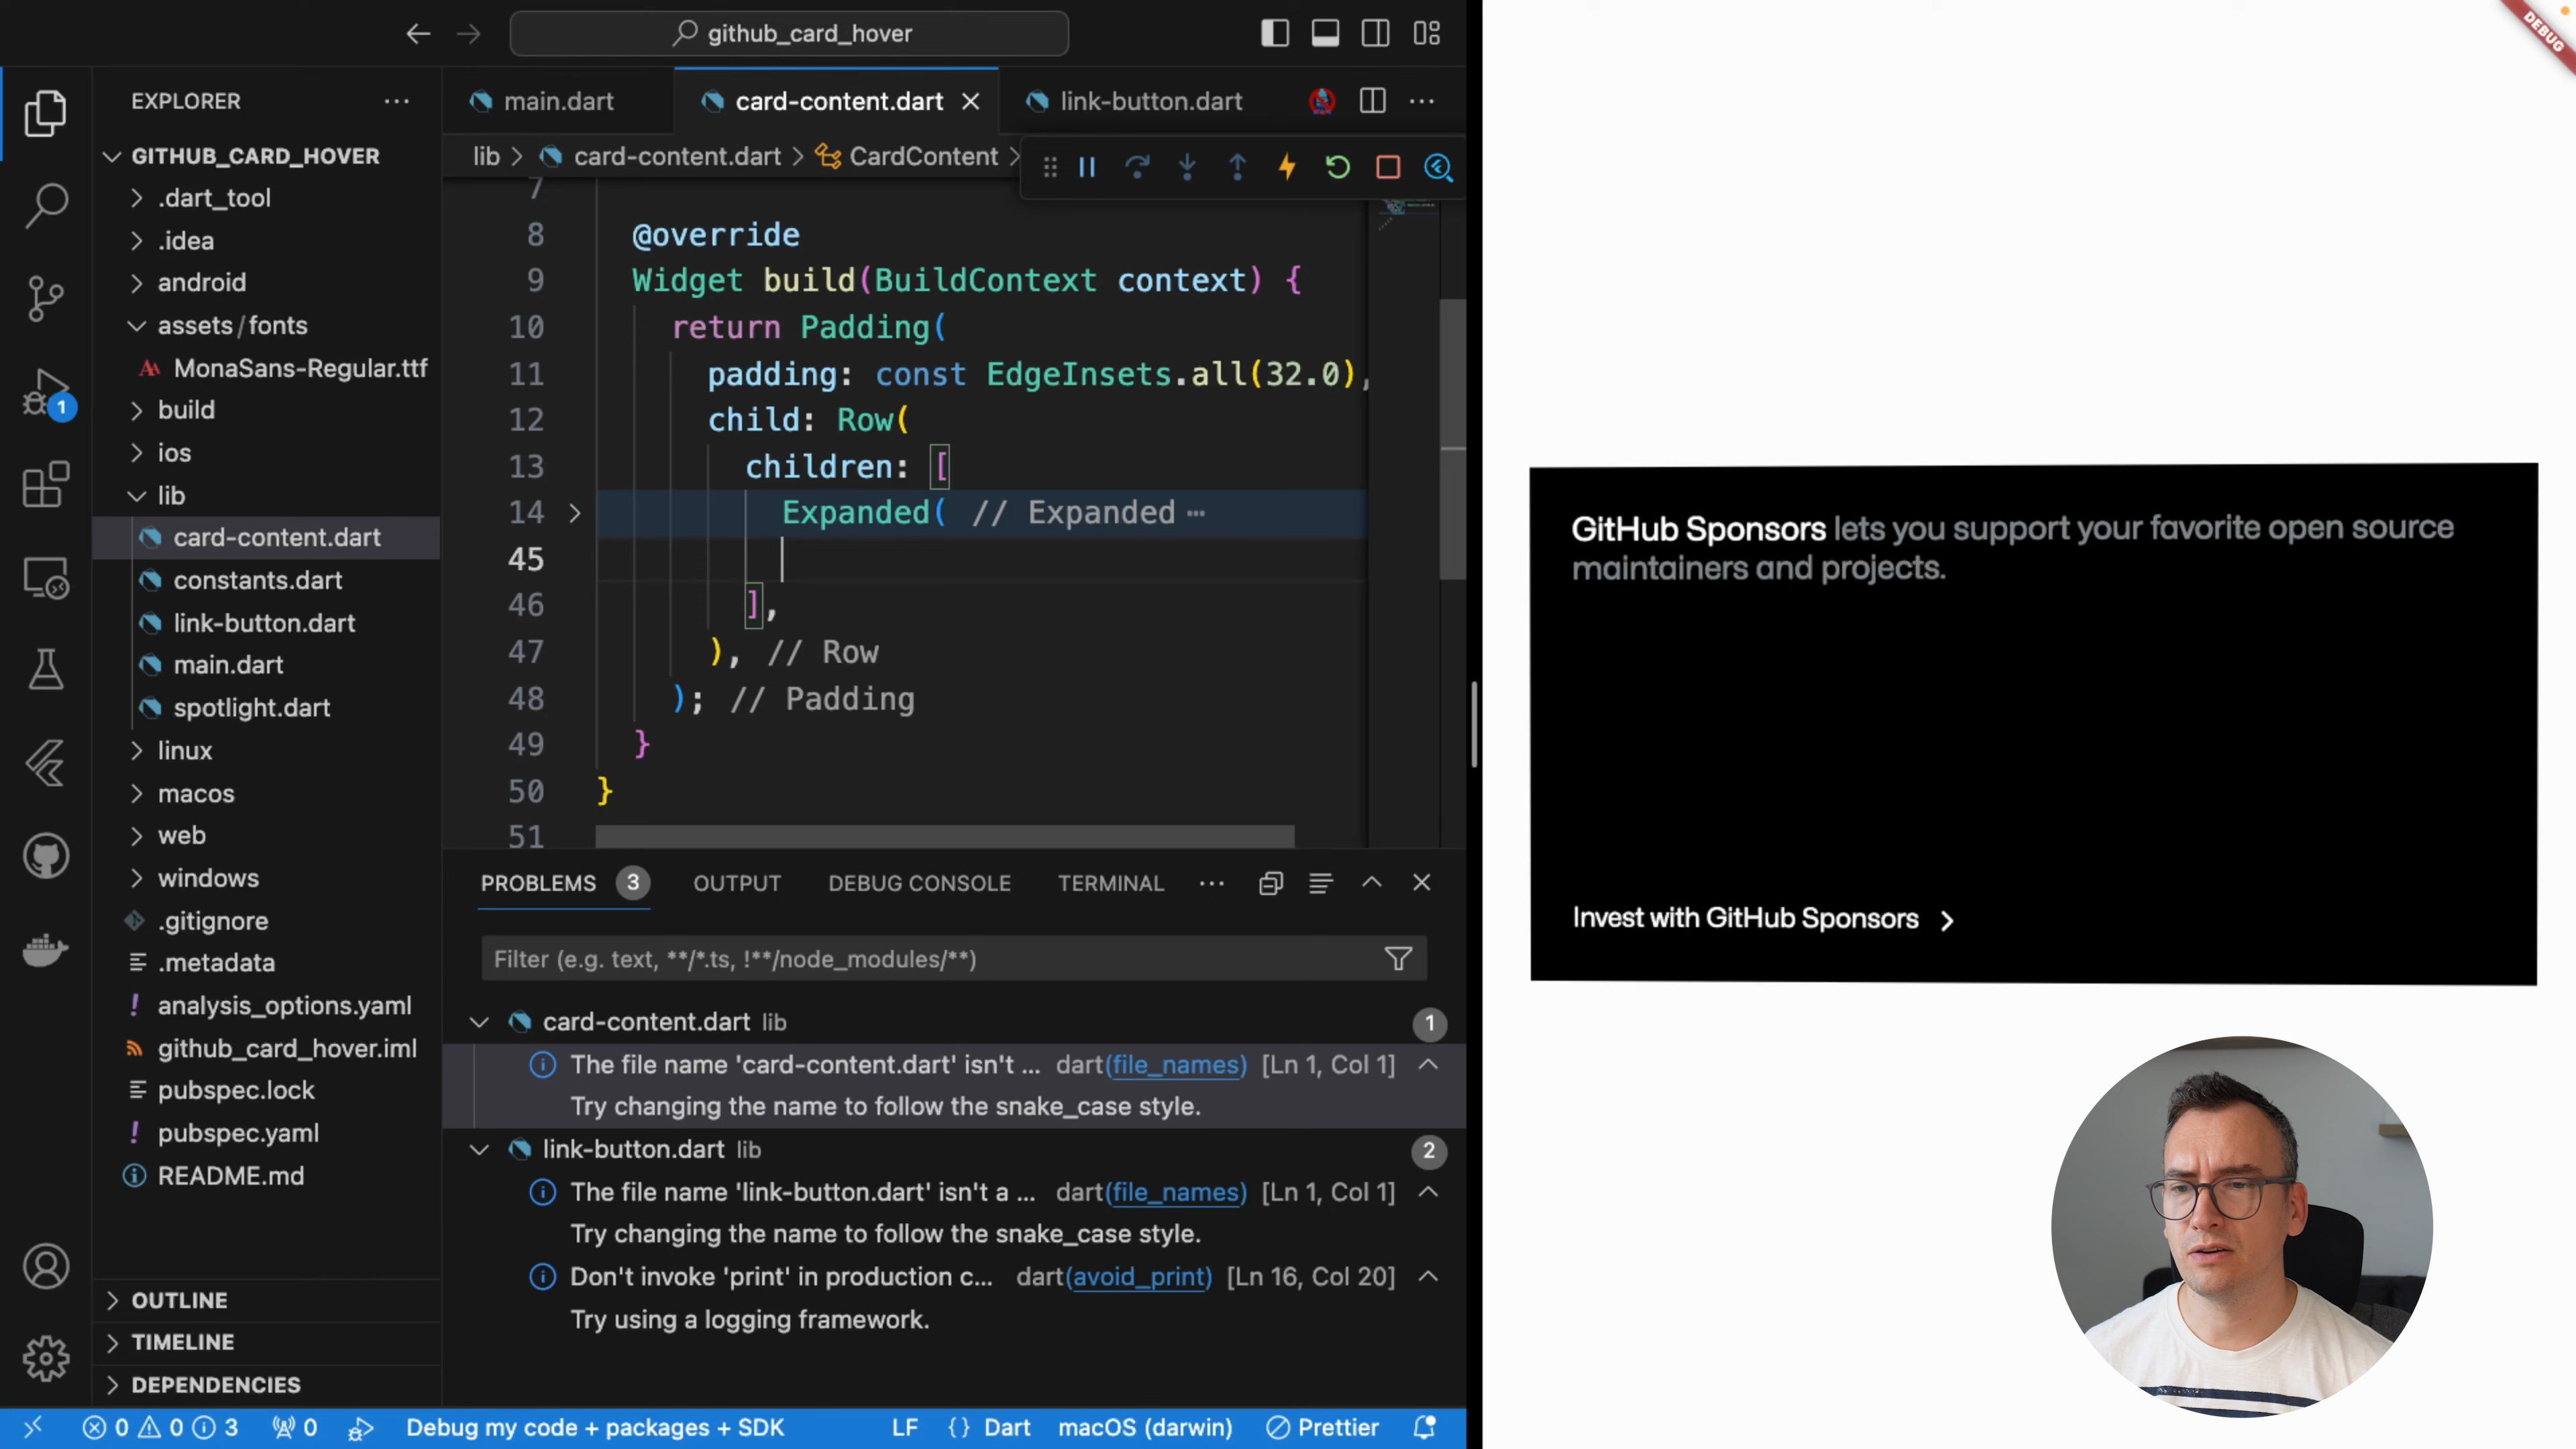 github_card_hover
EXPLORER
main.dart
card-content.dart
link-button.dart
lib > card-content.dart > CardContent >
GITHUB_CARD_HOVER
.dart_tool
.idea
android
assets/fonts
MonaSans-Regular.ttf
build
ios
lib
card-content.dart
constants.dart
link-button.dart
main.dart
spotlight.dart
linux
macos
web
windows
.gitignore
.metadata
analysis_options.yaml
github_card_hover.iml
pubspec.lock
pubspec.yaml
README.md
OUTLINE
TIMELINE
DEPENDENCIES
1
7
8 @override
9 Widget build(BuildContext context) {
10 return Padding(
11 padding: const EdgeInsets.all(32.0),
12 child: Row(
13 children: [
14 Expanded( // Expanded ⋯
45
46 ],
47 ), // Row
48 ); // Padding
49 }
50 }
51
PROBLEMS 3 OUTPUT DEBUG CONSOLE TERMINAL
Filter (e.g. text, **/*.ts, !**/node_modules/**)
card-content.dart lib 1
The file name 'card-content.dart' isn't ... dart(file_names) [Ln 1, Col 1]
Try changing the name to follow the snake_case style.
link-button.dart lib 2
The file name 'link-button.dart' isn't a ... dart(file_names) [Ln 1, Col 1]
Try changing the name to follow the snake_case style.
Don't invoke 'print' in production c... dart(avoid_print) [Ln 16, Col 20]
Try using a logging framework.
0 0 3 0 Debug my code + packages + SDK LF {} Dart macOS (darwin) Prettier
DEBUG
GitHub Sponsors lets you support your favorite open source
maintainers and projects.
Invest with GitHub Sponsors >